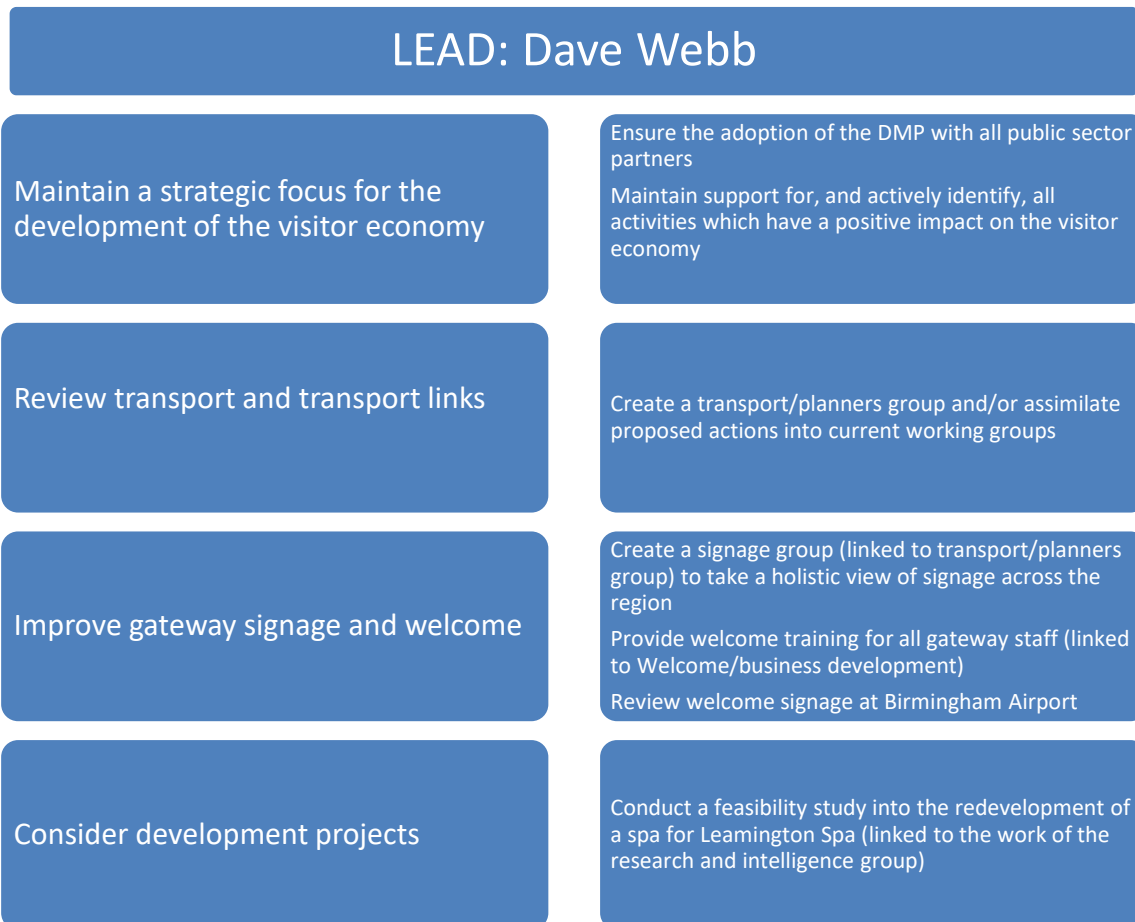 LEAD: Dave Webb
Maintain a strategic focus for the
development of the visitor economy
Ensure the adoption of the DMP with all public sector
partners
Maintain support for, and actively identify, all
activities which have a positive impact on the visitor
economy
Review transport and transport links
Create a transport/planners group and/or assimilate
proposed actions into current working groups
Improve gateway signage and welcome
Create a signage group (linked to transport/planners
group) to take a holistic view of signage across the
region
Provide welcome training for all gateway staff (linked
to Welcome/business development)
Review welcome signage at Birmingham Airport
Consider development projects
Conduct a feasibility study into the redevelopment of
a spa for Leamington Spa (linked to the work of the
research and intelligence group)